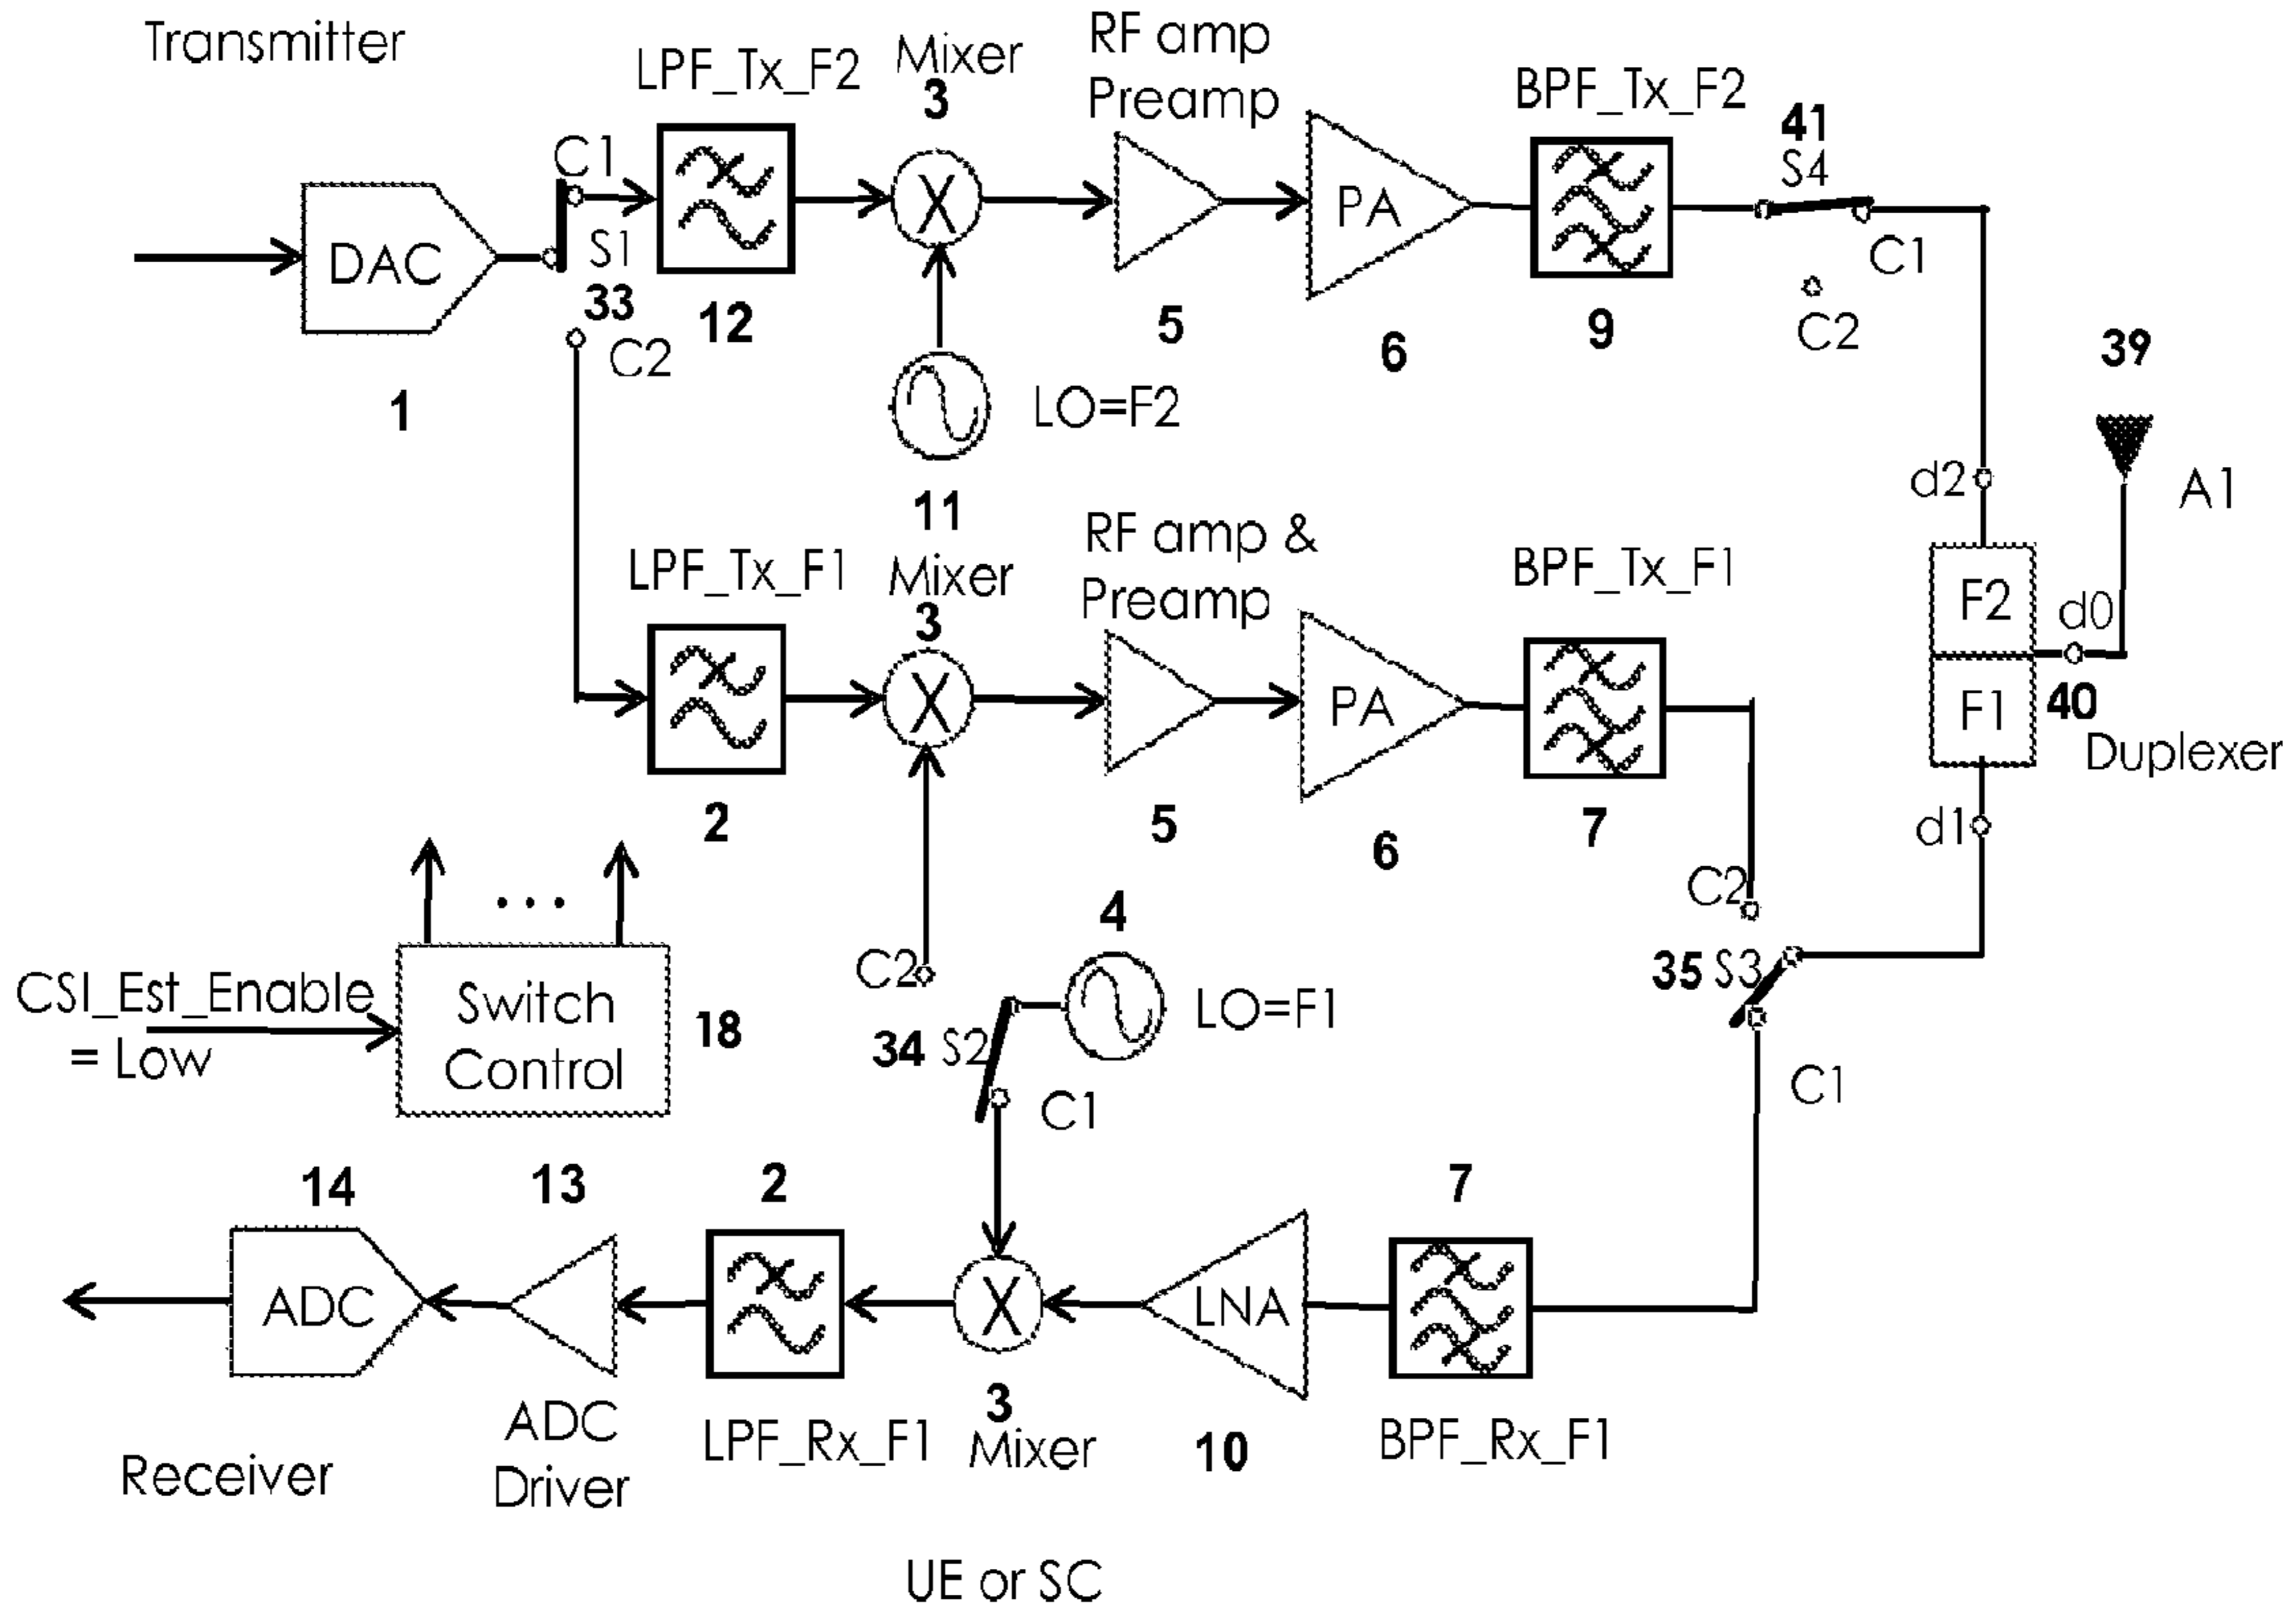 Transmitter
LPF_Tx_F2
Mixer
3
RF amp
Preamp
BPF_Tx_F2
41
S4
C1
C2
DAC
C1
S1
33
C2
1
12
X
LO=F2
11
5
PA
6
9
39
A1
d2
F2
d0
F1
40
Duplexer
d1
LPF_Tx_F1
Mixer
3
RF amp &
Preamp
BPF_Tx_F1
2
X
5
PA
6
7
C2
35 S3
C1
CSI_Est_Enable
= Low
Switch
Control
18
C2
4
34 S2
LO=F1
C1
14
13
2
7
ADC
X
LNA
ADC
Driver
LPF_Rx_F1
3
Mixer
10
BPF_Rx_F1
Receiver
UE or SC